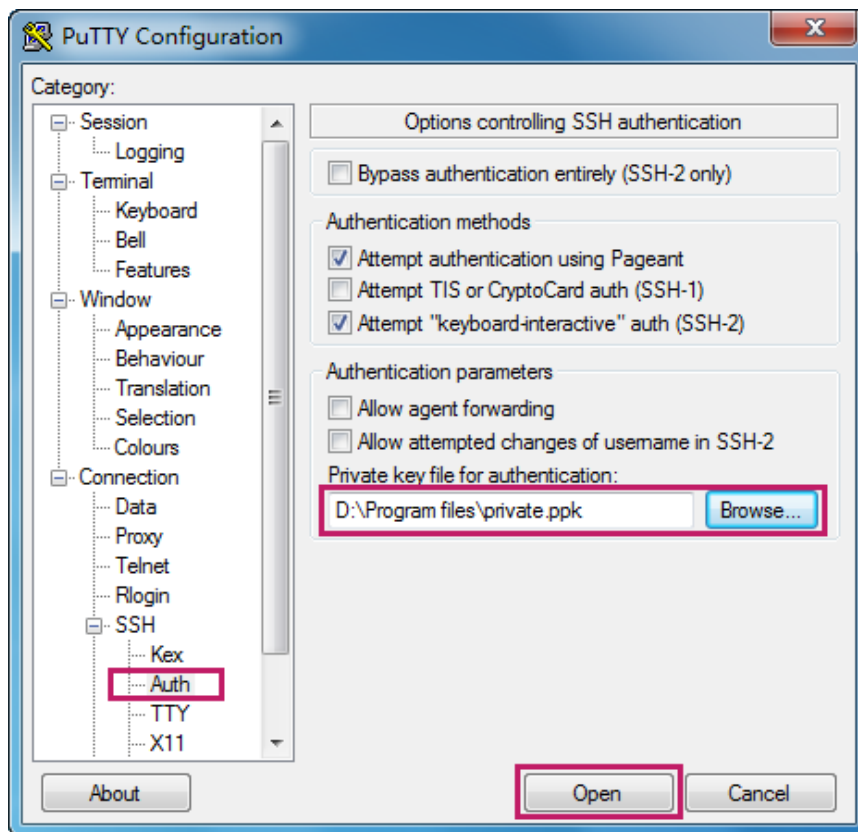 PuTTY Configuration
Category:
Session
Logging
Terminal
Keyboard
Bell
Features
Window
Appearance
Behaviour
Translation
Selection
Colours
Connection
Data
Proxy
Telnet
Rlogin
SSH
Kex
Auth
TTY
X11
Options controlling SSH authentication
Bypass authentication entirely (SSH-2 only)
Authentication methods
Attempt authentication using Pageant
Attempt TIS or CryptoCard auth (SSH-1)
Attempt "keyboard-interactive" auth (SSH-2)
Authentication parameters
Allow agent forwarding
Allow attempted changes of username in SSH-2
Private key file for authentication:
D:\Program files\private.ppk Browse...
About Open Cancel